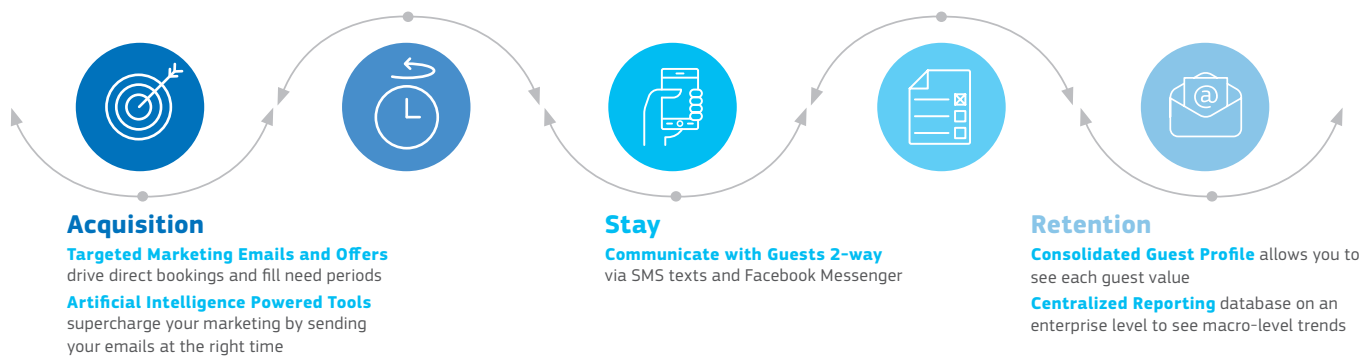 @
Acquisition
Targeted Marketing Emails and Offers
drive direct bookings and fill need periods
Artificial Intelligence Powered Tools
supercharge your marketing by sending
your emails at the right time
Stay
Communicate with Guests 2-way
via SMS texts and Facebook Messenger
Retention
Consolidated Guest Profile allows you to
see each guest value
Centralized Reporting database on an
enterprise level to see macro-level trends